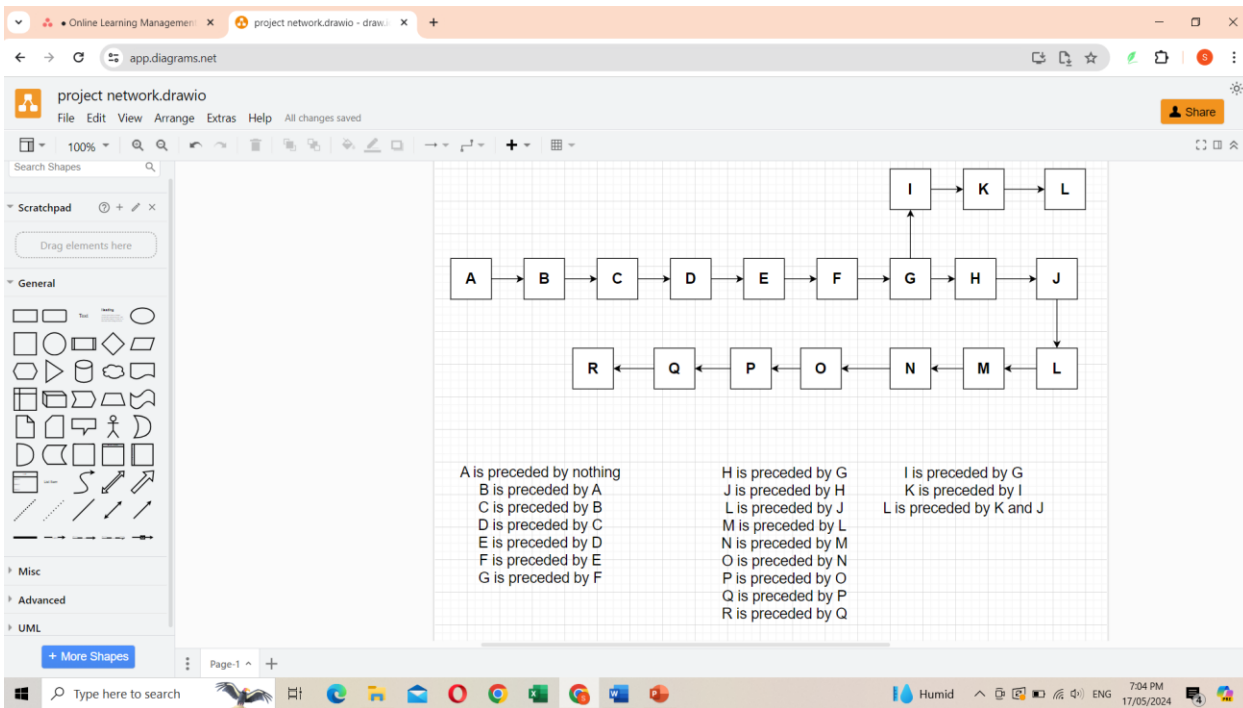 Online Learning Managemen
project network.drawio - draw.i
app.diagrams.net
S
project network.drawio
File Edit View Arrange Extras Help All changes saved
Share
100%
Search Shapes
Scratchpad
Drag elements here
General
Text
Heading
Misc
Advanced
UML
+ More Shapes
Page-1
I K L
A B C D E F G H J
R Q P O N M L
A is preceded by nothing
B is preceded by A
C is preceded by B
D is preceded by C
E is preceded by D
F is preceded by E
G is preceded by F
H is preceded by G
J is preceded by H
L is preceded by J
M is preceded by L
N is preceded by M
O is preceded by N
P is preceded by O
Q is preceded by P
R is preceded by Q
I is preceded by G
K is preceded by I
L is preceded by K and J
Type here to search
Humid
ENG
7:04 PM
17/05/2024
4